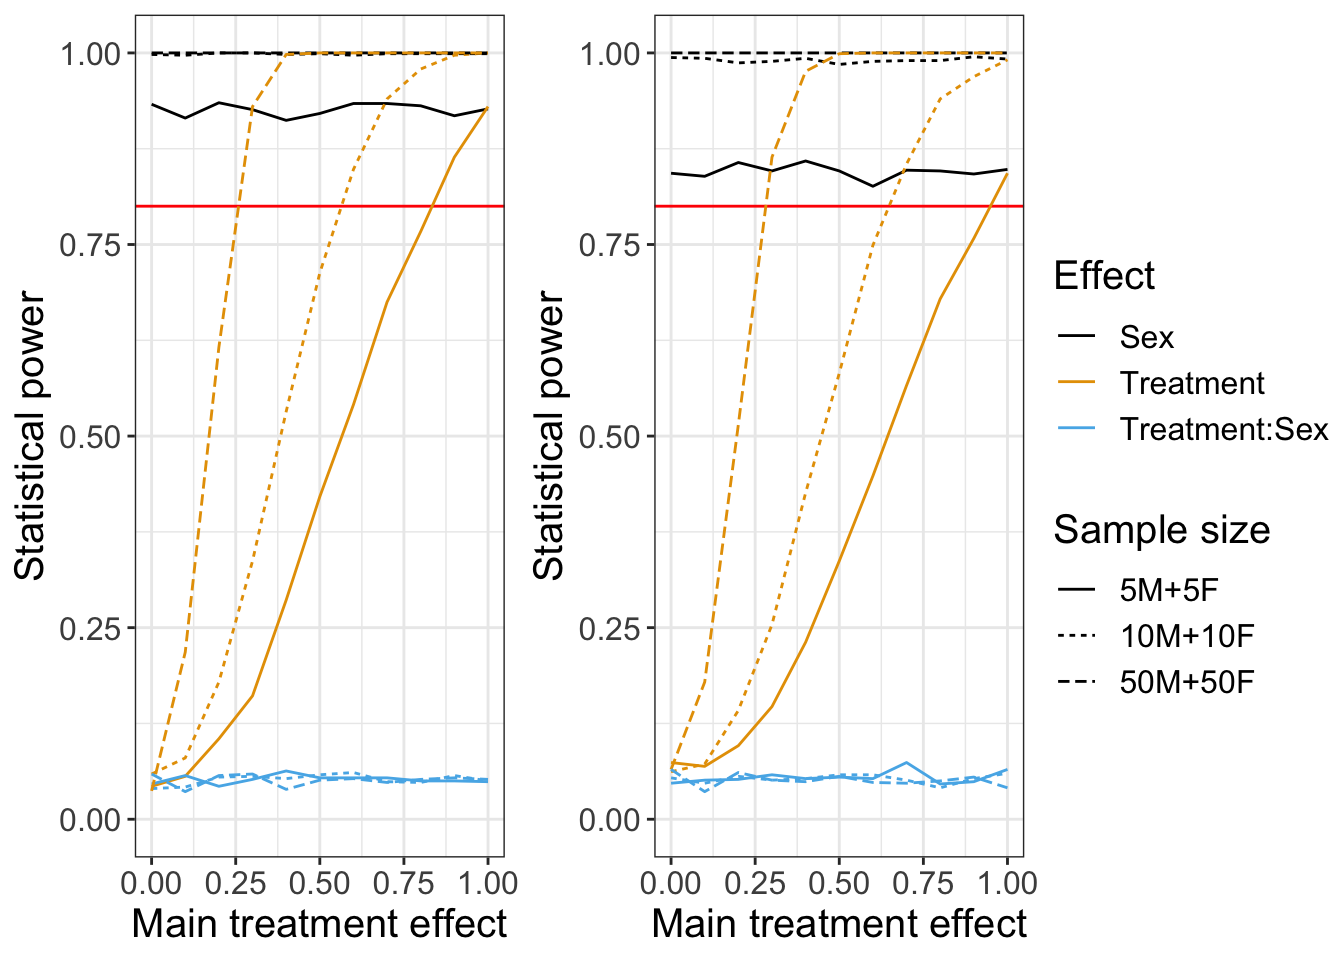 1.00
0.75
0.50
0.25
0.00
Statistical power
0.00 0.25 0.50 0.75 1.00
Main treatment effect
1.00
0.75
0.50
0.25
0.00
Statistical power
0.00 0.25 0.50 0.75 1.00
Main treatment effect
Effect
Sex
Treatment
Treatment:Sex
Sample size
5M+5F
10M+10F
50M+50F